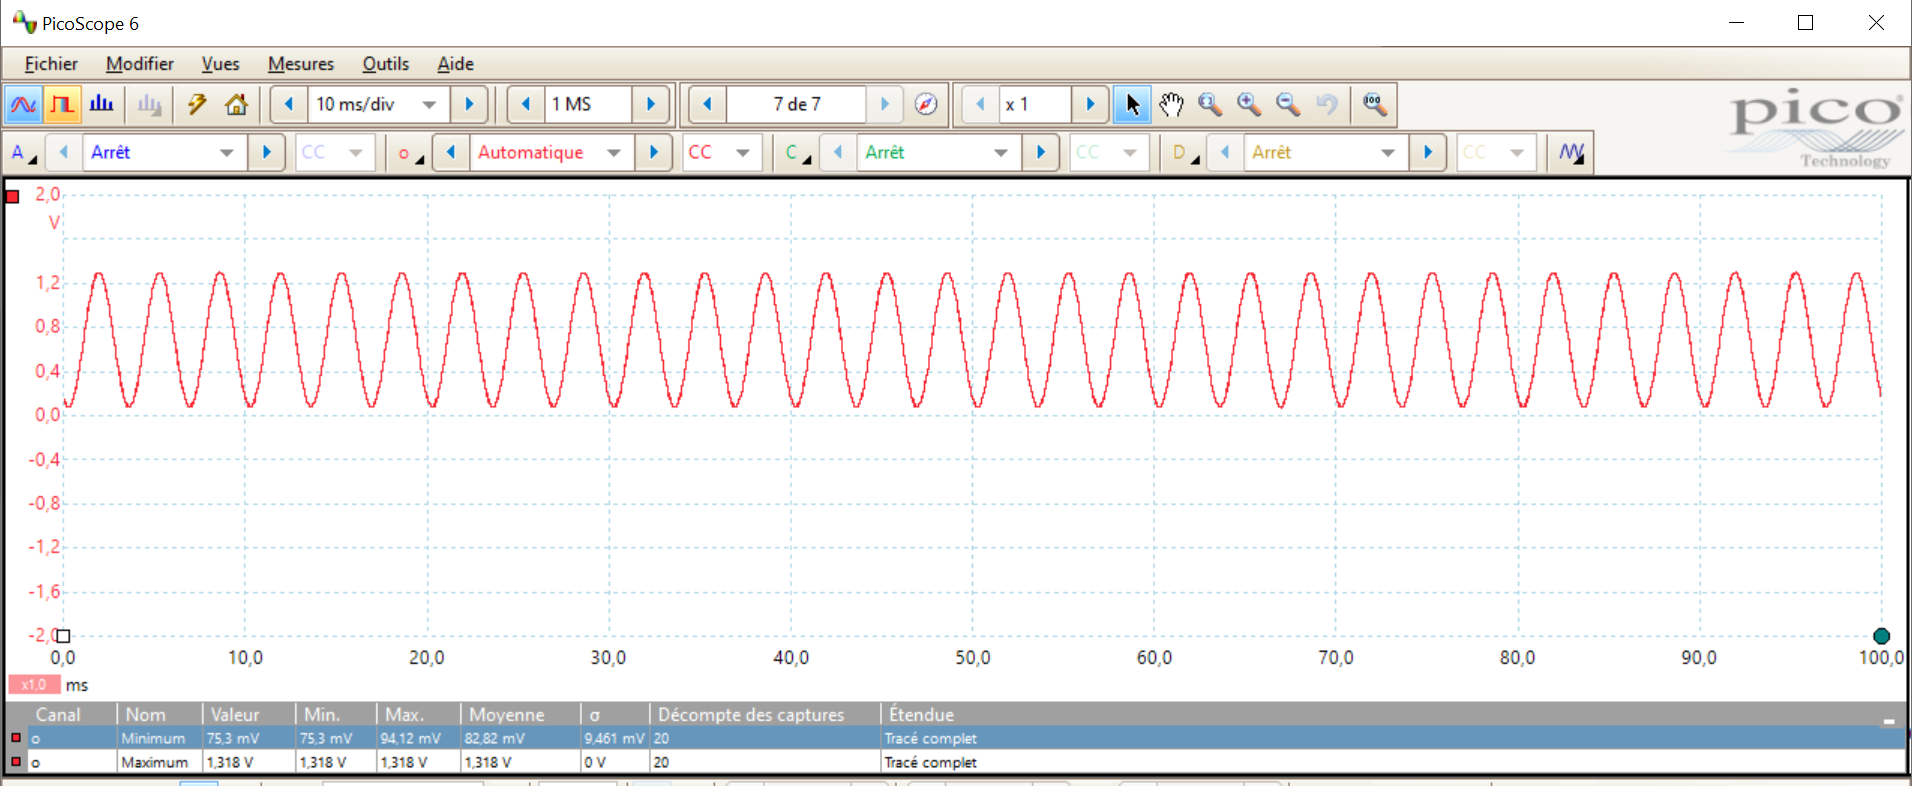 PicoScope 6
Fichier Modifier Vues Mesures Outils Aide
10 ms/div 1 MS 7 de 7 x 1
A Arrêt CC o Automatique CC C Arrêt CC D Arrêt CC
pico
Technology
2,0
V
1,2
0,8
0,4
0,0
-0,4
-0,8
-1,2
-1,6
-2,0
0,0 10,0 20,0 30,0 40,0 50,0 60,0 70,0 80,0 90,0 100,0
x1,0 ms
Canal Nom Valeur Min. Max. Moyenne σ Décompte des captures Étendue
o Minimum 75,3 mV 75,3 mV 94,12 mV 82,82 mV 9,461 mV 20 Tracé complet
o Maximum 1,318 V 1,318 V 1,318 V 1,318 V 0 V 20 Tracé complet